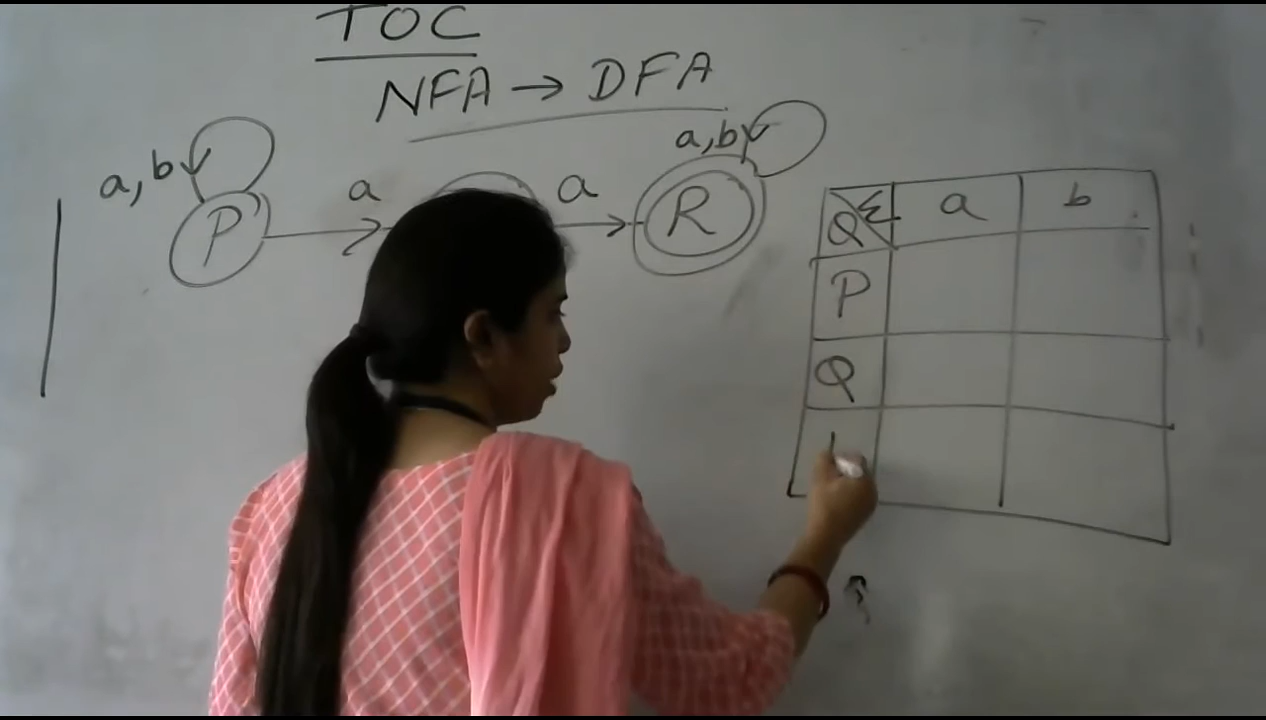 TOC
NFA → DFA
a, b a a a,b
P R
Q Σ a b
P
Q